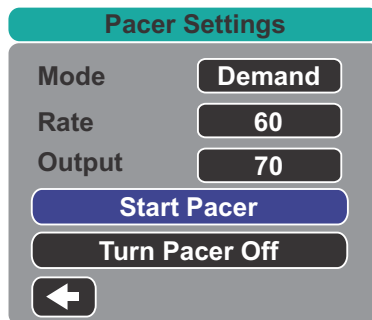 Pacer Settings
Mode Demand
Rate 60
Output 70
Start Pacer
Turn Pacer Off